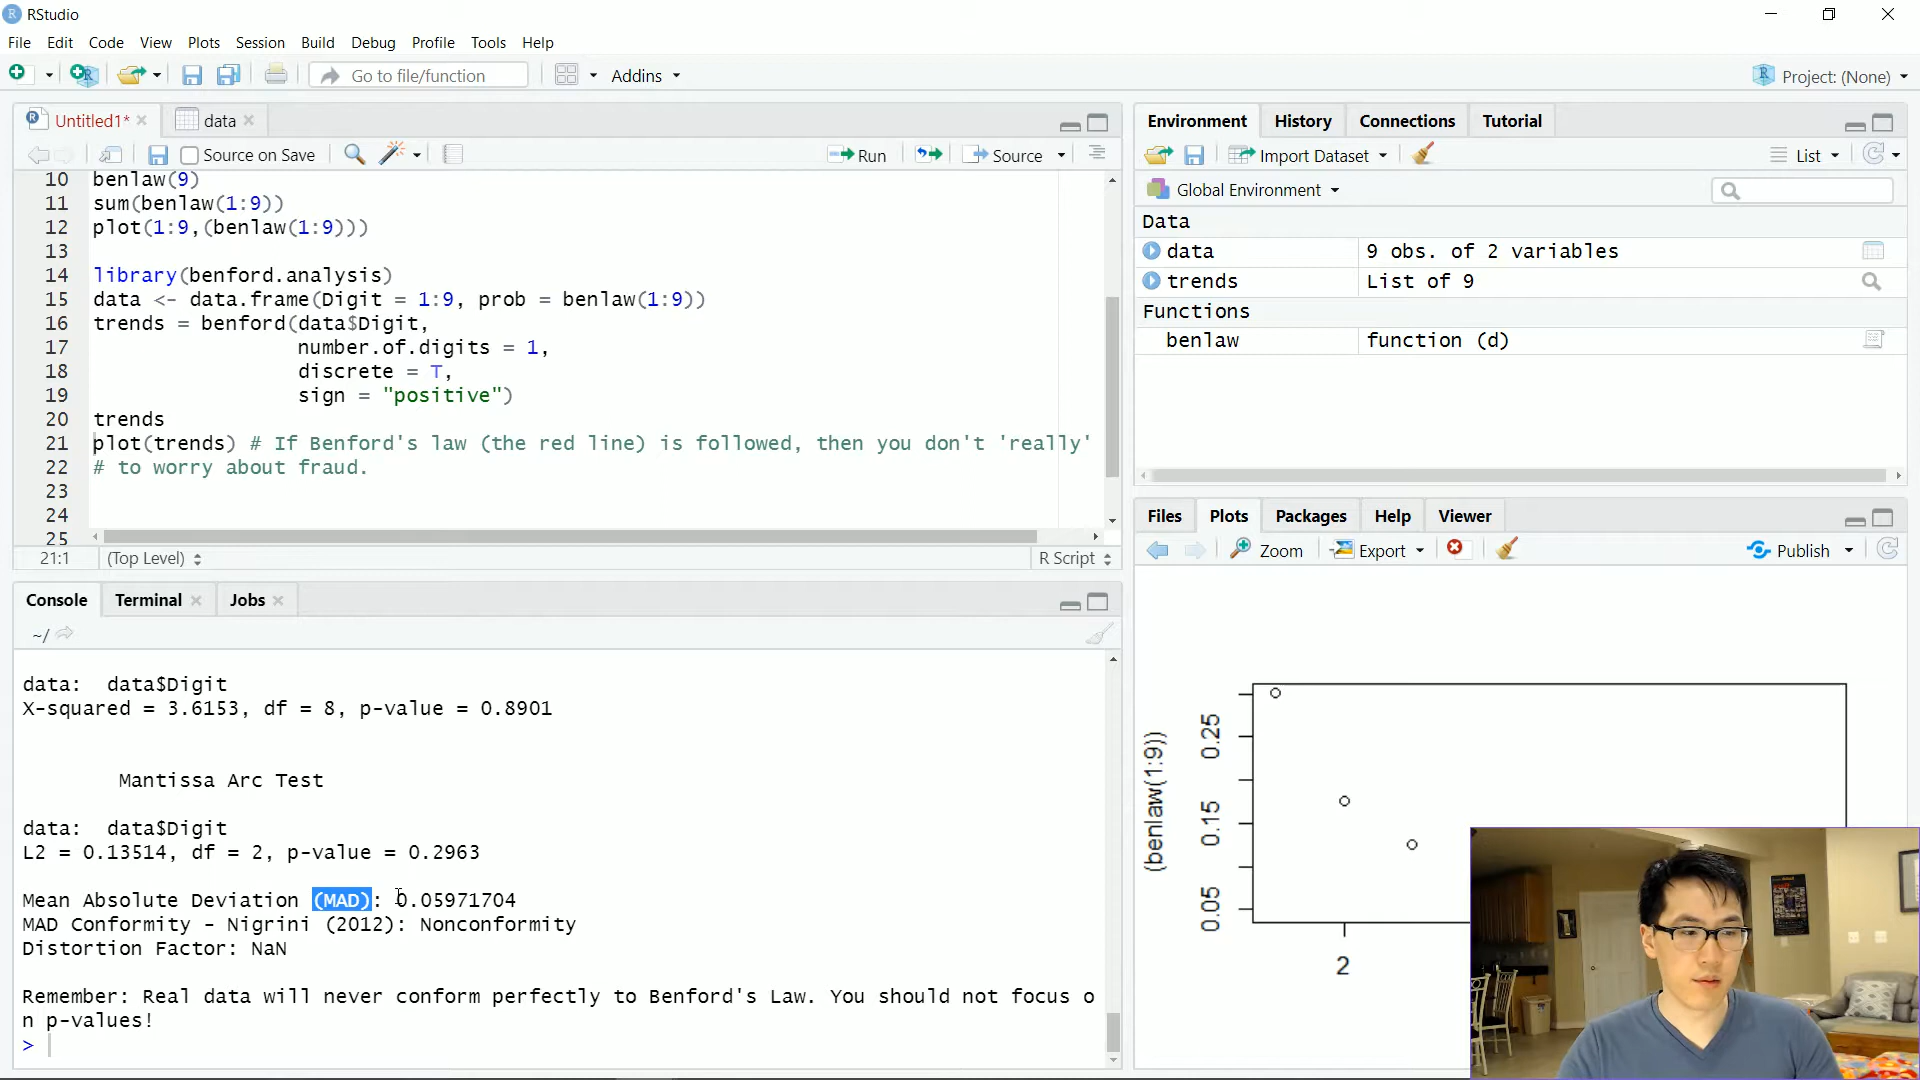 RStudio
File Edit Code View Plots Session Build Debug Profile Tools Help
Go to file/function Addins Project: (None)
Untitled1* data
Source on Save Run Source
10 benlaw(9)
11 sum(benlaw(1:9))
12 plot(1:9,(benlaw(1:9)))
13
14 library(benford.analysis)
15 data <- data.frame(Digit = 1:9, prob = benlaw(1:9))
16 trends = benford(data$Digit,
17 number.of.digits = 1,
18 discrete = T,
19 sign = "positive")
20 trends
21 plot(trends) # If Benford's law (the red line) is followed, then you don't 'really'
22 # to worry about fraud.
23
24
25
21:1 (Top Level) R Script
Console Terminal Jobs
~/
data: data$Digit
X-squared = 3.6153, df = 8, p-value = 0.8901
Mantissa Arc Test
data: data$Digit
L2 = 0.13514, df = 2, p-value = 0.2963
Mean Absolute Deviation (MAD): 0.05971704
MAD Conformity - Nigrini (2012): Nonconformity
Distortion Factor: NaN
Remember: Real data will never conform perfectly to Benford's Law. You should not focus o
n p-values!
>
Environment History Connections Tutorial
Import Dataset List
Global Environment
Data
data 9 obs. of 2 variables
trends List of 9
Functions
benlaw function (d)
Files Plots Packages Help Viewer
Zoom Export Publish
(benlaw(1:9))
0.25
0.15
0.05
2